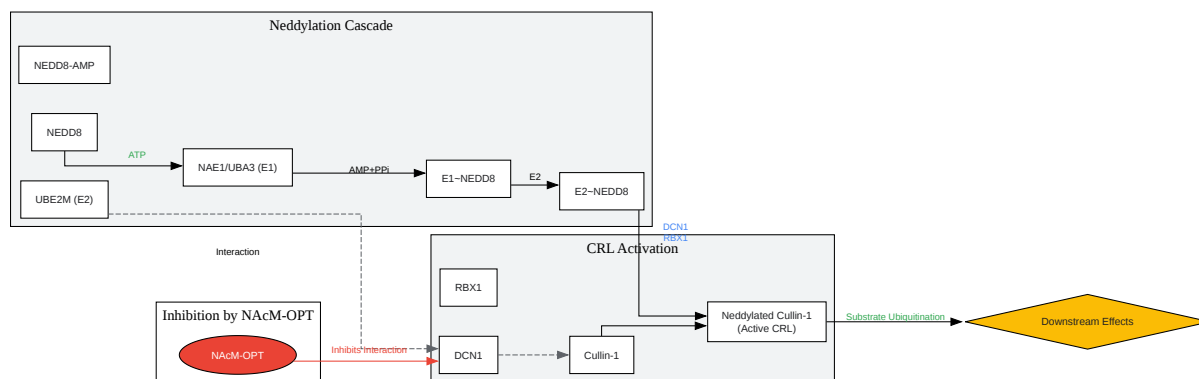 Neddylation Cascade
NEDD8-AMP
NEDD8
ATP
NAE1/UBA3 (E1)
AMP+PPi
E1~NEDD8
E2
E2~NEDD8
UBE2M (E2)
DCN1
RBX1
Interaction
CRL Activation
RBX1
Inhibition by NAcM-OPT
NAcM-OPT
Inhibits Interaction
DCN1
Cullin-1
Neddylated Cullin-1
(Active CRL)
Substrate Ubiquitination
Downstream Effects